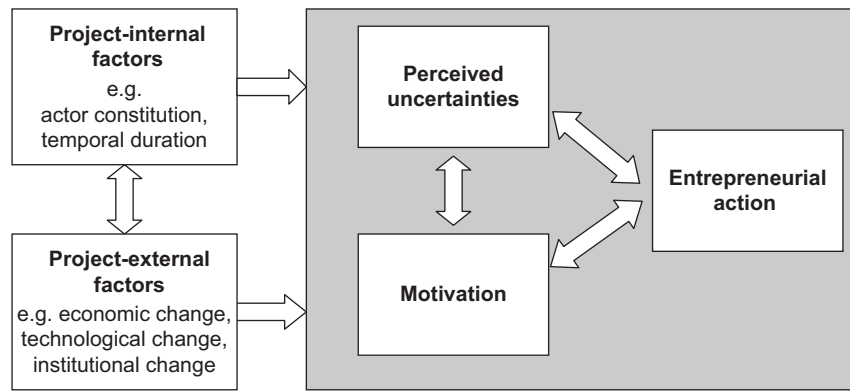 Project-internal
factors
e.g.
actor constitution,
temporal duration
Project-external
factors
e.g. economic change,
technological change,
institutional change
Perceived
uncertainties
Motivation
Entrepreneurial
action